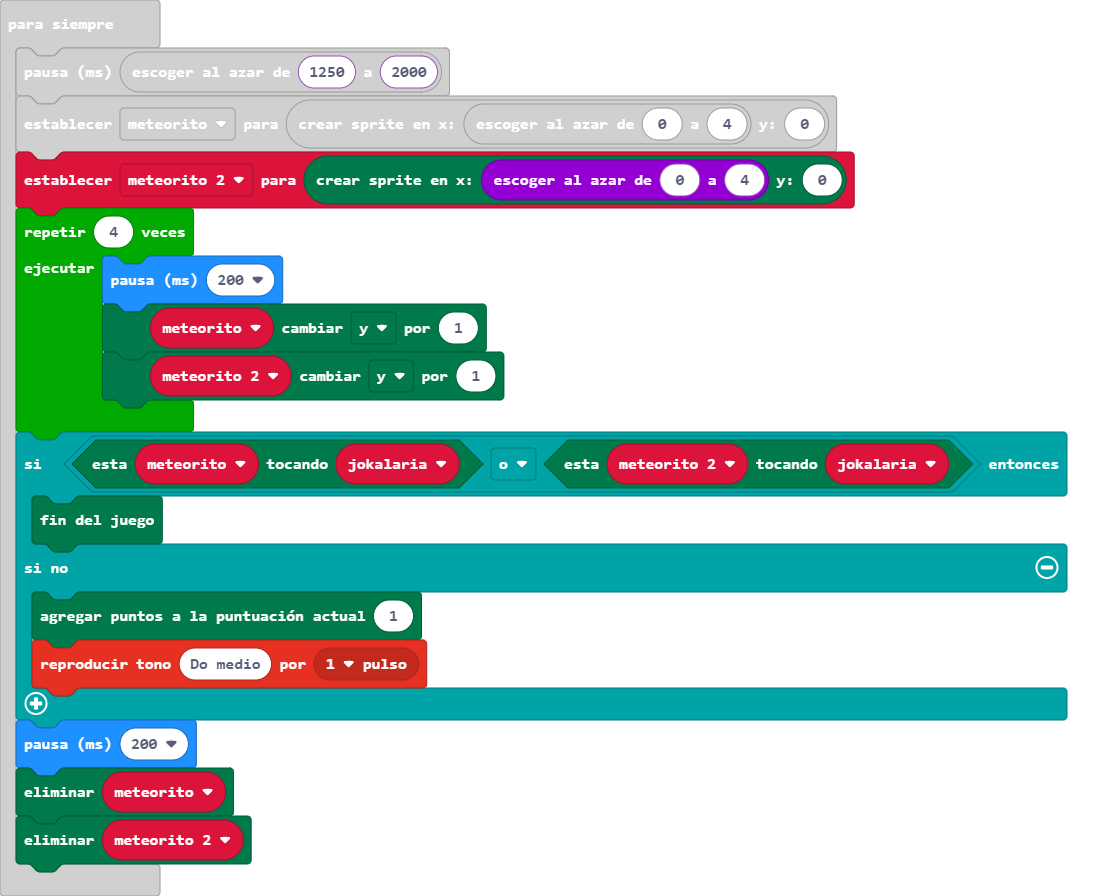 para siempre
pausa (ms) escoger al azar de 1250 a 2000
establecer meteorito para crear sprite en x: escoger al azar de 0 a 4 y: 0
establecer meteorito 2 para crear sprite en x: escoger al azar de 0 a 4 y: 0
repetir 4 veces
ejecutar
pausa (ms) 200
meteorito cambiar y por 1
meteorito 2 cambiar y por 1
si esta meteorito tocando jokalaria o esta meteorito 2 tocando jokalaria entonces
fin del juego
si no
agregar puntos a la puntuación actual 1
reproducir tono Do medio por 1 pulso
pausa (ms) 200
eliminar meteorito
eliminar meteorito 2